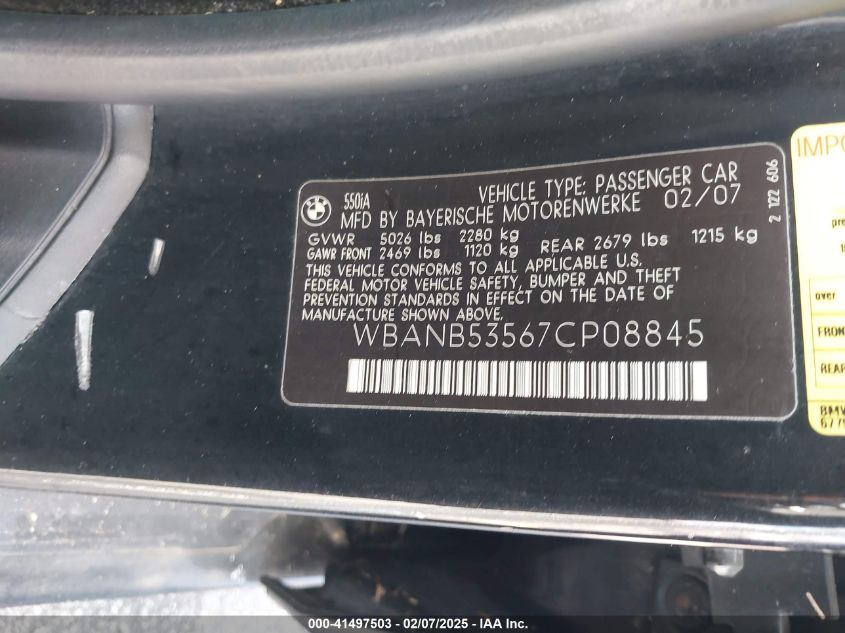 550iA VEHICLE TYPE: PASSENGER CAR
MFD BY BAYERISCHE MOTORENWERKE 02/07
GVWR 5026 lbs 2280 kg
GAWR FRONT 2469 lbs 1120 kg REAR 2679 lbs 1215 kg
THIS VEHICLE CONFORMS TO ALL APPLICABLE U.S.
FEDERAL MOTOR VEHICLE SAFETY, BUMPER AND THEFT
PREVENTION STANDARDS IN EFFECT ON THE DATE OF
MANUFACTURE SHOWN ABOVE.
WBANB53567CP08845
2 122 606
IMPO
pre
over
FRON
REAR
BMW
677
000-41497503 - 02/07/2025 - IAA Inc.